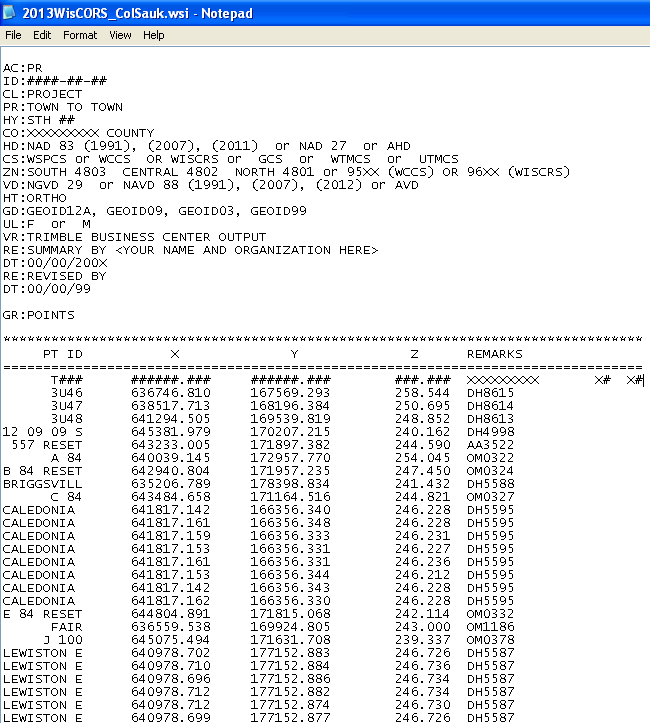 2013WisCORS_ColSauk.wsi - Notepad
File Edit Format View Help
AC:PR
ID:####-##-##
CL:PROJECT
PR:TOWN TO TOWN
HY:STH ##
CO:XXXXXXXXX COUNTY
HD:NAD 83 (1991), (2007), (2011) or NAD 27 or AHD
CS:WSPCS or WCCS OR WISCRS or GCS or WTMCS or UTMCS
ZN:SOUTH 4803 CENTRAL 4802 NORTH 4801 or 95XX (WCCS) OR 96XX (WISCRS)
VD:NGVD 29 or NAVD 88 (1991), (2007), (2012) or AVD
HT:ORTHO
GD:GEOID12A, GEOID09, GEOID03, GEOID99
UL:F or M
VR:TRIMBLE BUSINESS CENTER OUTPUT
RE:SUMMARY BY <YOUR NAME AND ORGANIZATION HERE>
DT:00/00/200X
RE:REVISED BY
DT:00/00/99
GR:POINTS
********************************************************************************
PT ID X Y Z REMARKS
================================================================================
T### ######.### ######.### ###.### XXXXXXXXXX X# X#
3U46 636746.810 167569.293 258.544 DH8615
3U47 638517.713 168196.384 250.695 DH8614
3U48 641294.505 169539.819 248.852 DH8613
12 09 09 S 645381.979 170207.215 240.162 DH4998
557 RESET 643233.005 171897.382 244.590 AA3522
A 84 640039.145 172957.770 254.045 OM0322
B 84 RESET 642940.804 171957.235 247.450 OM0324
BRIGGSVILL 635206.789 178398.834 241.432 DH5588
C 84 643484.658 171164.516 244.821 OM0327
CALEDONIA 641817.142 166356.340 246.228 DH5595
CALEDONIA 641817.161 166356.348 246.228 DH5595
CALEDONIA 641817.159 166356.333 246.231 DH5595
CALEDONIA 641817.153 166356.331 246.227 DH5595
CALEDONIA 641817.161 166356.331 246.236 DH5595
CALEDONIA 641817.153 166356.344 246.212 DH5595
CALEDONIA 641817.142 166356.343 246.228 DH5595
CALEDONIA 641817.162 166356.330 246.228 DH5595
E 84 RESET 644804.891 171815.068 242.114 OM0332
FAIR 636559.538 169924.805 243.000 OM1186
J 100 645075.494 171631.708 239.337 OM0378
LEWISTON E 640978.702 177152.883 246.726 DH5587
LEWISTON E 640978.710 177152.884 246.736 DH5587
LEWISTON E 640978.696 177152.886 246.734 DH5587
LEWISTON E 640978.712 177152.882 246.734 DH5587
LEWISTON E 640978.712 177152.874 246.730 DH5587
LEWISTON E 640978.699 177152.877 246.726 DH5587